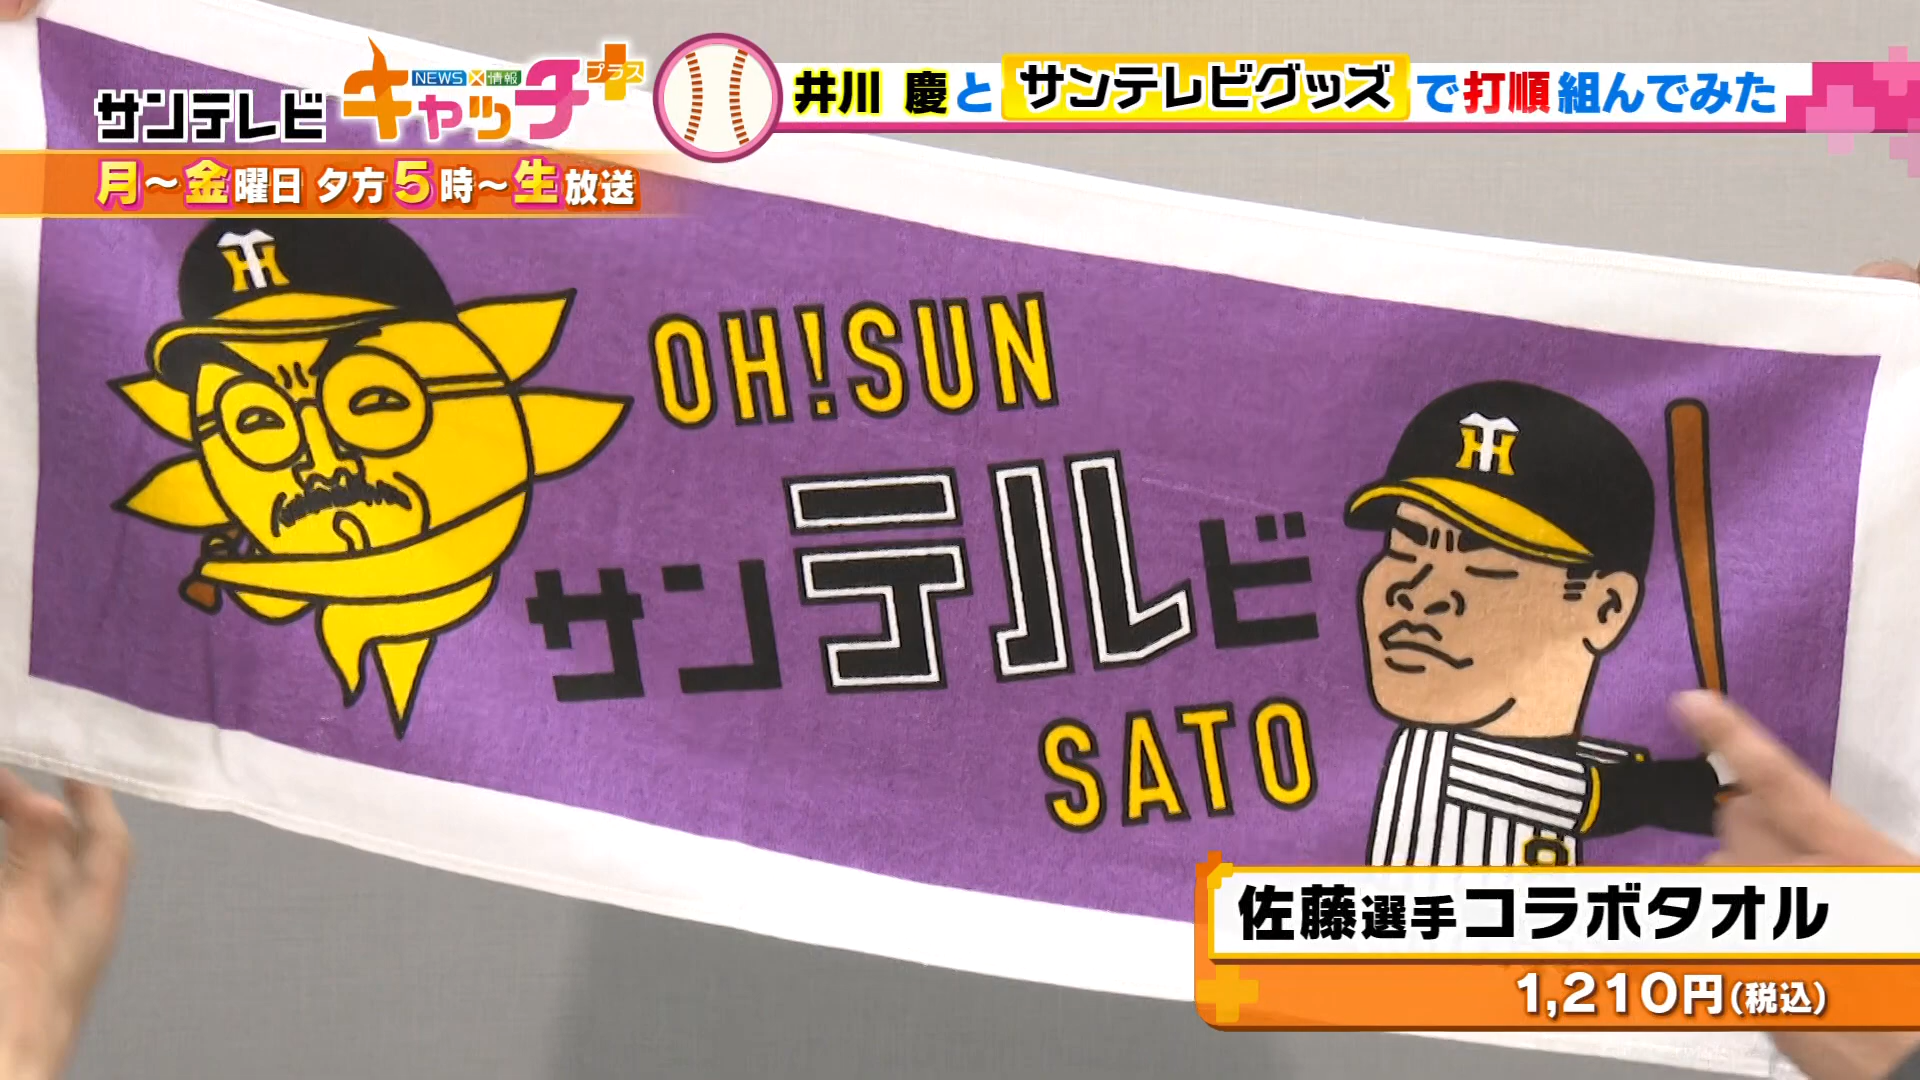 サンテレビ キャッチ+
NEWS×情報 プラス
月～金曜日 夕方5時～生放送
井川 慶とサンテレビグッズで打順組んでみた
TH
OH!SUN
サンテルビ
SATO
TH
佐藤選手コラボタオル
1,210円(税込)